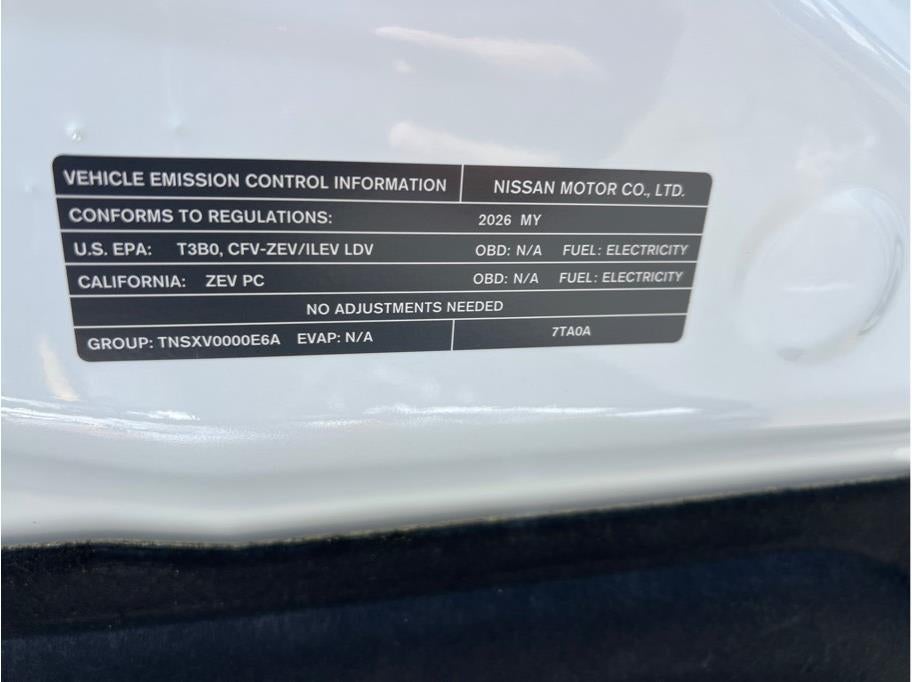 VEHICLE EMISSION CONTROL INFORMATION NISSAN MOTOR CO., LTD.
CONFORMS TO REGULATIONS: 2026 MY
U.S. EPA: T3B0, CFV-ZEV/ILEV LDV OBD: N/A FUEL: ELECTRICITY
CALIFORNIA: ZEV PC OBD: N/A FUEL: ELECTRICITY
NO ADJUSTMENTS NEEDED
GROUP: TNSXV0000E6A EVAP: N/A 7TA0A